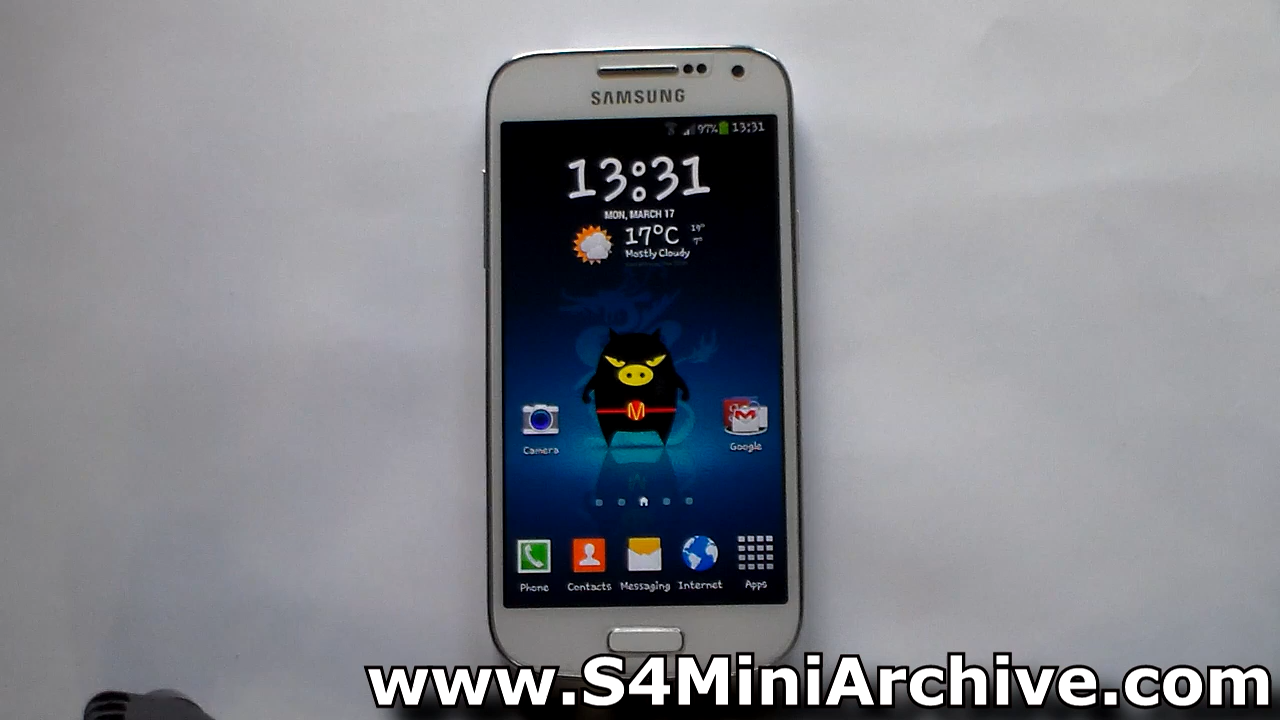 SAMSUNG
97% 13:31
13:31
MON, MARCH 17
17°C 19°
7°
Mostly Cloudy
M
Camera
Google
Phone Contacts Messaging Internet Apps
www.S4MiniArchive.com